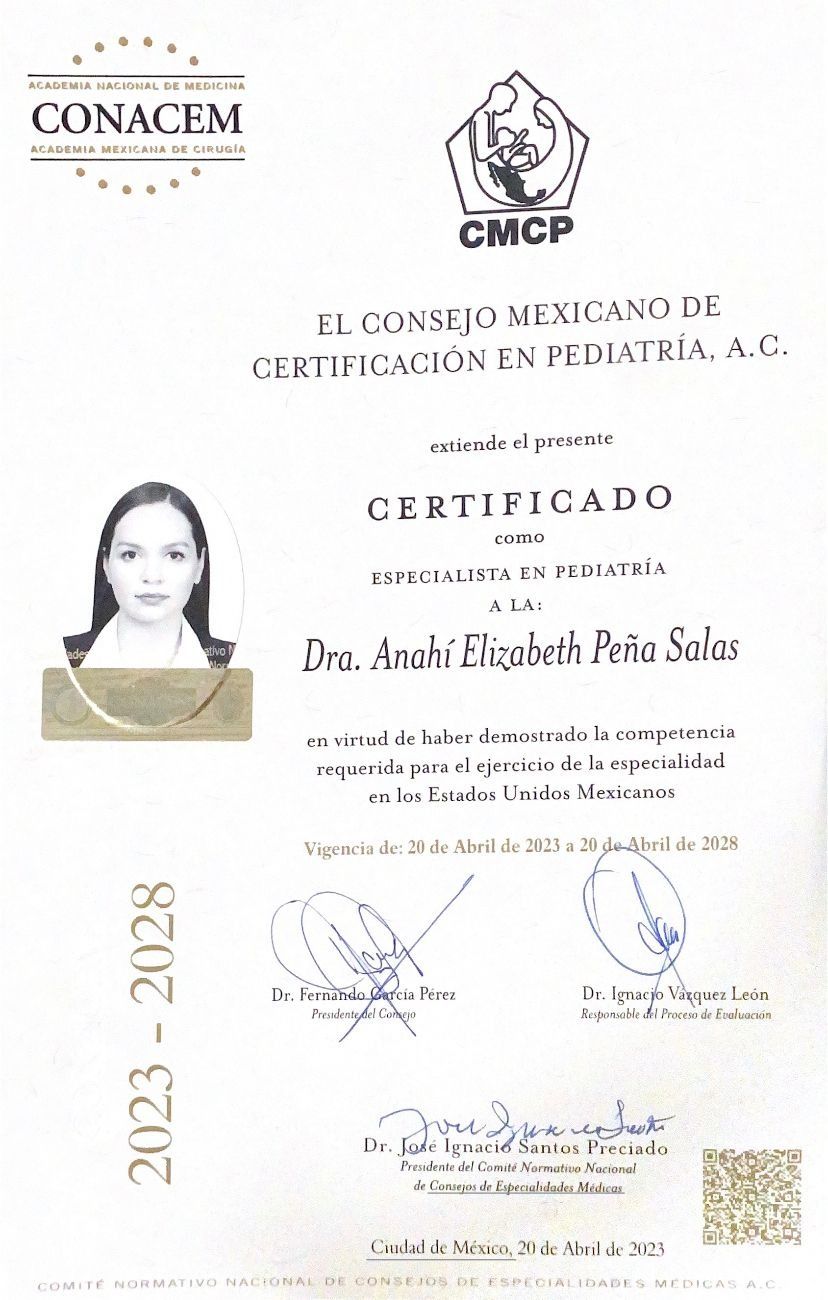 ACADEMIA NACIONAL DE MEDICINA
CONACEM
ACADEMIA MEXICANA DE CIRUGÍA
CMCP
EL CONSEJO MEXICANO DE
CERTIFICACIÓN EN PEDIATRÍA, A.C.
extiende el presente
CERTIFICADO
como
ESPECIALISTA EN PEDIATRÍA
A LA:
Dra. Anahí Elizabeth Peña Salas
en virtud de haber demostrado la competencia
requerida para el ejercicio de la especialidad
en los Estados Unidos Mexicanos
Vigencia de: 20 de Abril de 2023 a 20 de Abril de 2028
2023 - 2028
Dr. Fernando García Pérez
Presidente del Consejo
Dr. Ignacio Vázquez León
Responsable del Proceso de Evaluación
Dr. José Ignacio Santos Preciado
Presidente del Comité Normativo Nacional
de Consejos de Especialidades Médicas
Ciudad de México, 20 de Abril de 2023
COMITÉ NORMATIVO NACIONAL DE CONSEJOS DE ESPECIALIDADES MÉDICAS A.C.